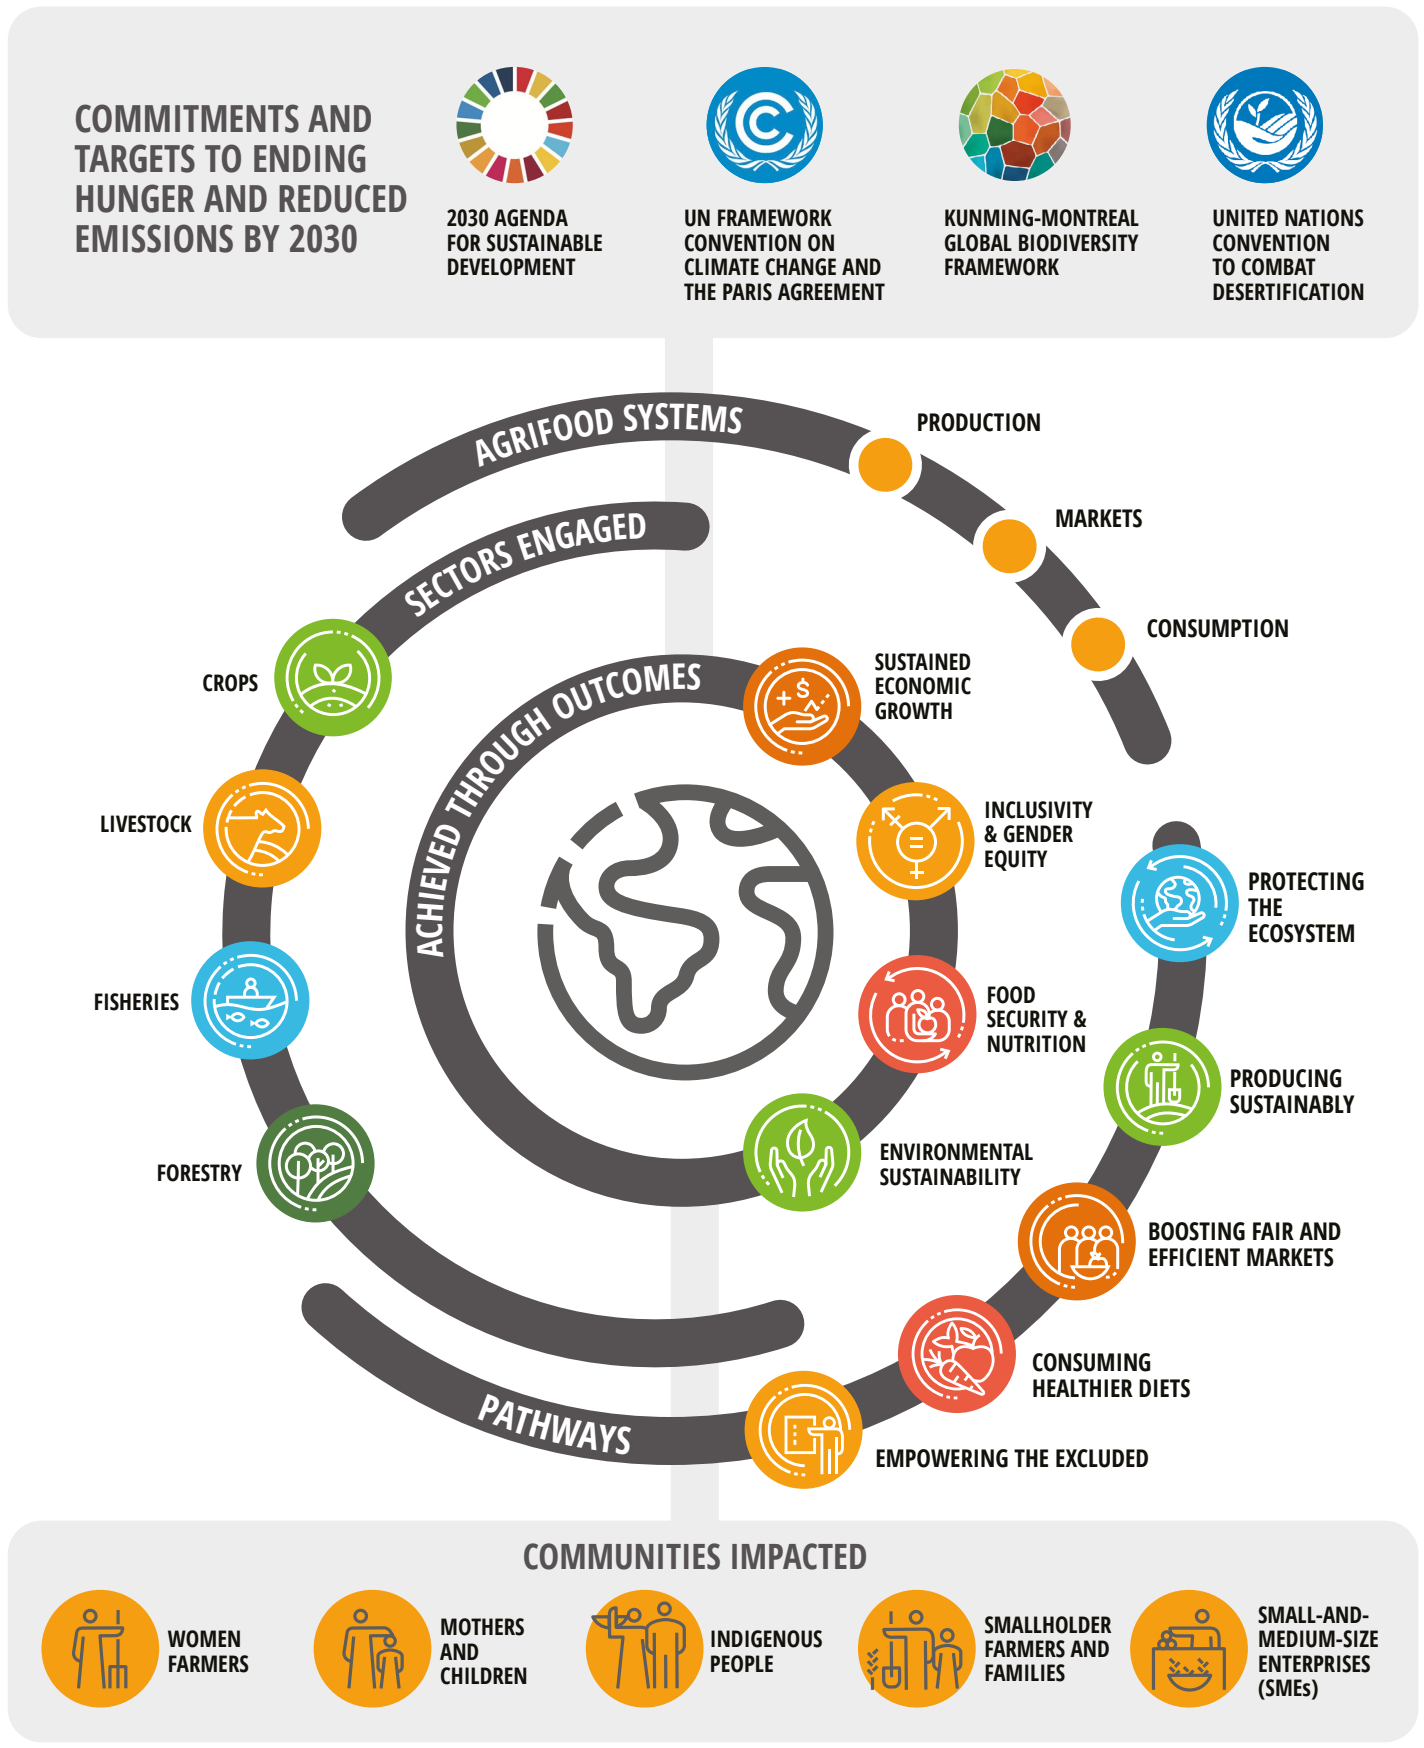 COMMITMENTS AND
TARGETS TO ENDING
HUNGER AND REDUCED
EMISSIONS BY 2030
2030 AGENDA
FOR SUSTAINABLE
DEVELOPMENT
UN FRAMEWORK
CONVENTION ON
CLIMATE CHANGE AND
THE PARIS AGREEMENT
KUNMING-MONTREAL
GLOBAL BIODIVERSITY
FRAMEWORK
UNITED NATIONS
CONVENTION
TO COMBAT
DESERTIFICATION
AGRIFOOD SYSTEMS
PRODUCTION
MARKETS
CONSUMPTION
SECTORS ENGAGED
CROPS
LIVESTOCK
FISHERIES
FORESTRY
ACHIEVED THROUGH OUTCOMES
SUSTAINED
ECONOMIC
GROWTH
INCLUSIVITY
& GENDER
EQUITY
FOOD
SECURITY &
NUTRITION
ENVIRONMENTAL
SUSTAINABILITY
PATHWAYS
PROTECTING
THE
ECOSYSTEM
PRODUCING
SUSTAINABLY
BOOSTING FAIR AND
EFFICIENT MARKETS
CONSUMING
HEALTHIER DIETS
EMPOWERING THE EXCLUDED
COMMUNITIES IMPACTED
WOMEN
FARMERS
MOTHERS
AND
CHILDREN
INDIGENOUS
PEOPLE
SMALLHOLDER
FARMERS AND
FAMILIES
SMALL-AND-
MEDIUM-SIZE
ENTERPRISES
(SMEs)